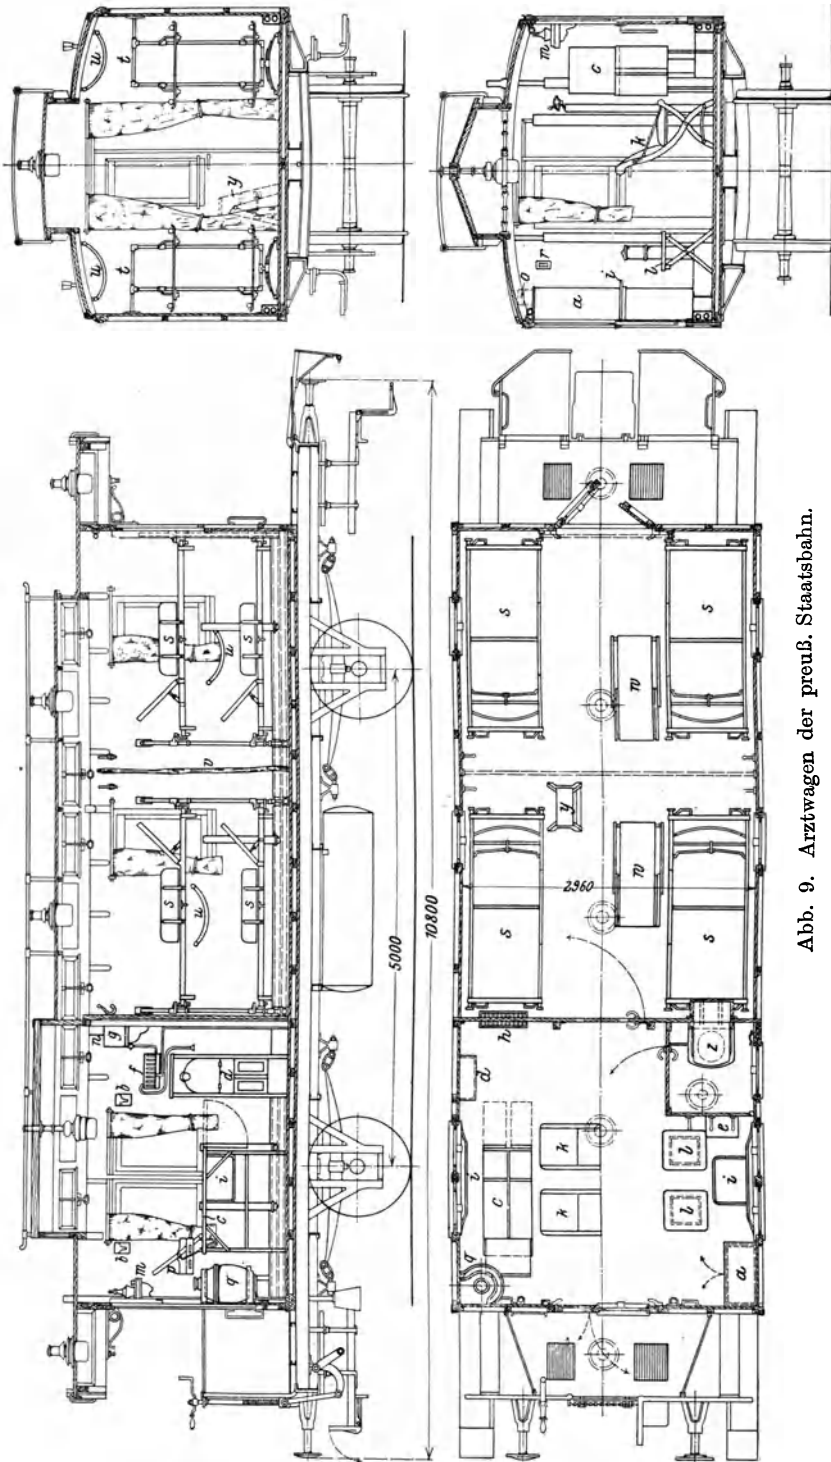 u
t
y
t
u
m
c
k
o
r
i
l
a
n
g
f
b
d
i
c
b
m
p
q
s
u
s
v
s
u
s
5000
10800
s
s
w
w
y
2960
s
s
h
d
z
e
i
c
k
k
l
l
i
q
a
Abb. 9. Arztwagen der preuß. Staatsbahn.